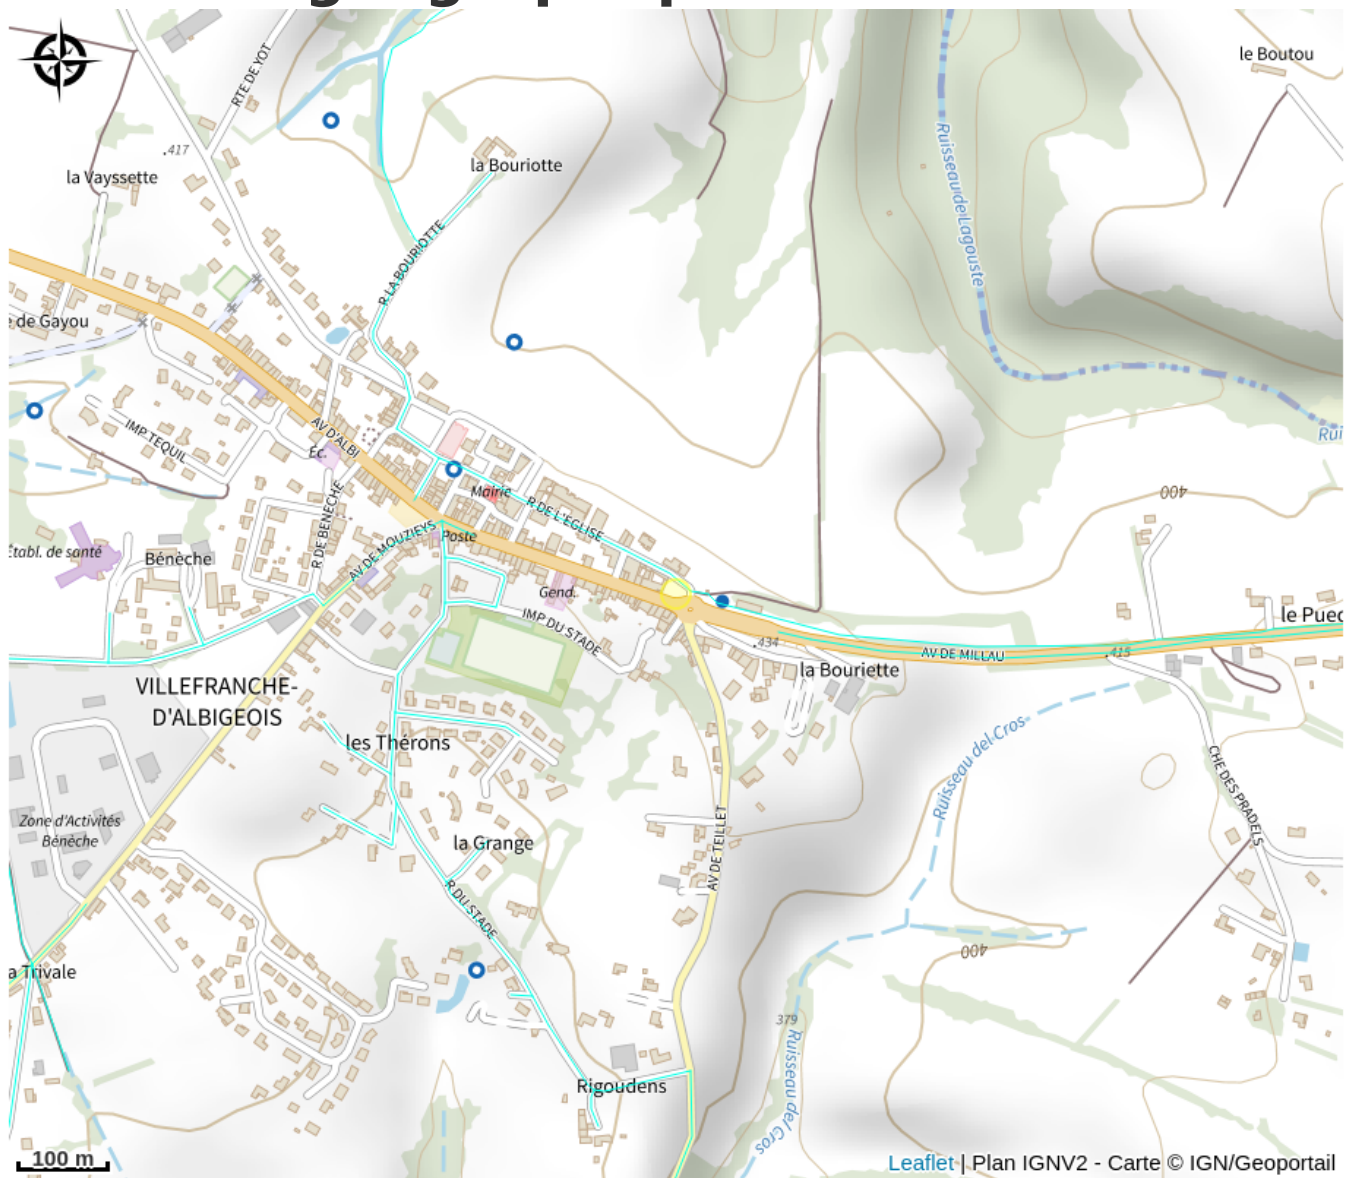 le Boutou
RTE DE YOT
.417
la Bouriotte
la Vayssette
Ruisseau de Lagouste
R LA BOURIOTTE
e de Gayou
AV D'ALBI
IMP TEQUIL
Éc.
Rui
Mairie
R DE L'EGLISE
400
R DE BENECHE
AV DE MOUZIEYS
Poste
Établ. de santé
Bénèche
Gend.
IMP DU STADE
le Puec
.434
AV DE MILLAU
.415
la Bouriette
VILLEFRANCHE-
D'ALBIGEOIS
les Thérons
Ruisseau del Cros
CHE DES PRADELS
Zone d'Activités
Bénèche
la Grange
AV DE TEILLET
R DU STADE
400
a Trivale
379
Ruisseau del Cros
Rigoudens
100 m
Leaflet | Plan IGNV2 - Carte © IGN/Geoportail